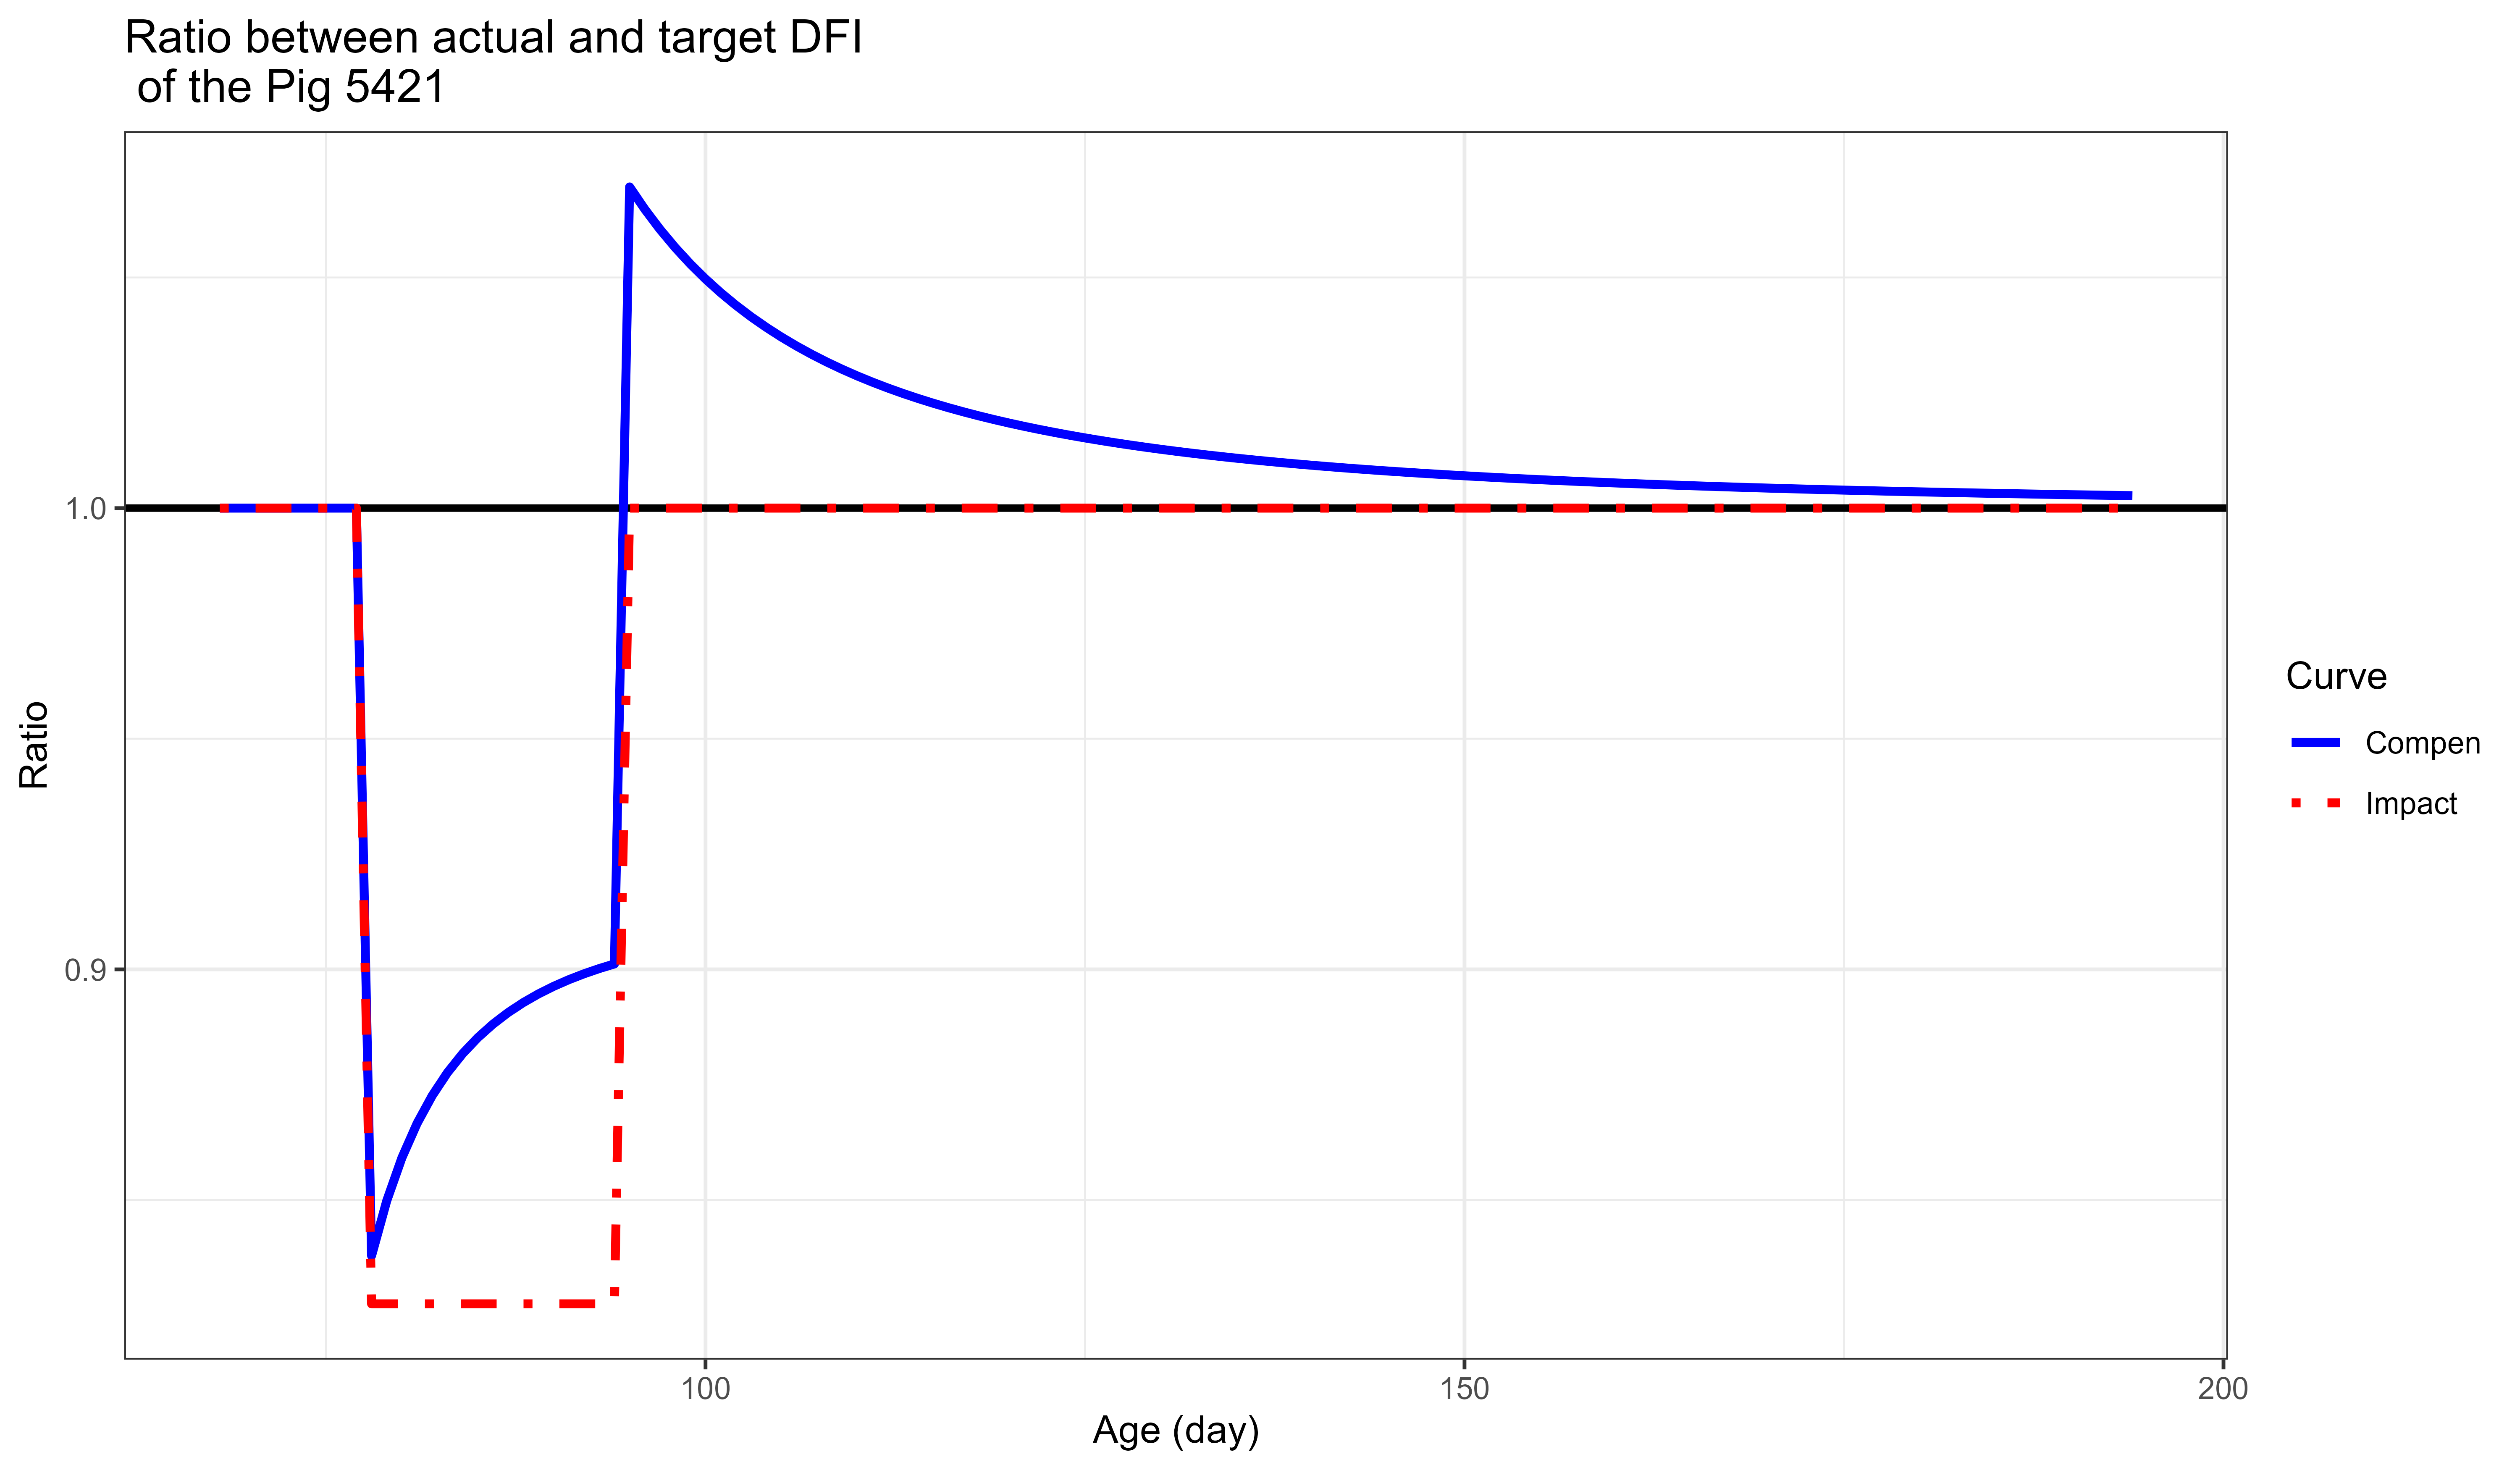 Ratio between actual and target DFI
of the Pig 5421
1.0
0.9
Ratio
100
150
200
Age (day)
Curve
Compen
Impact